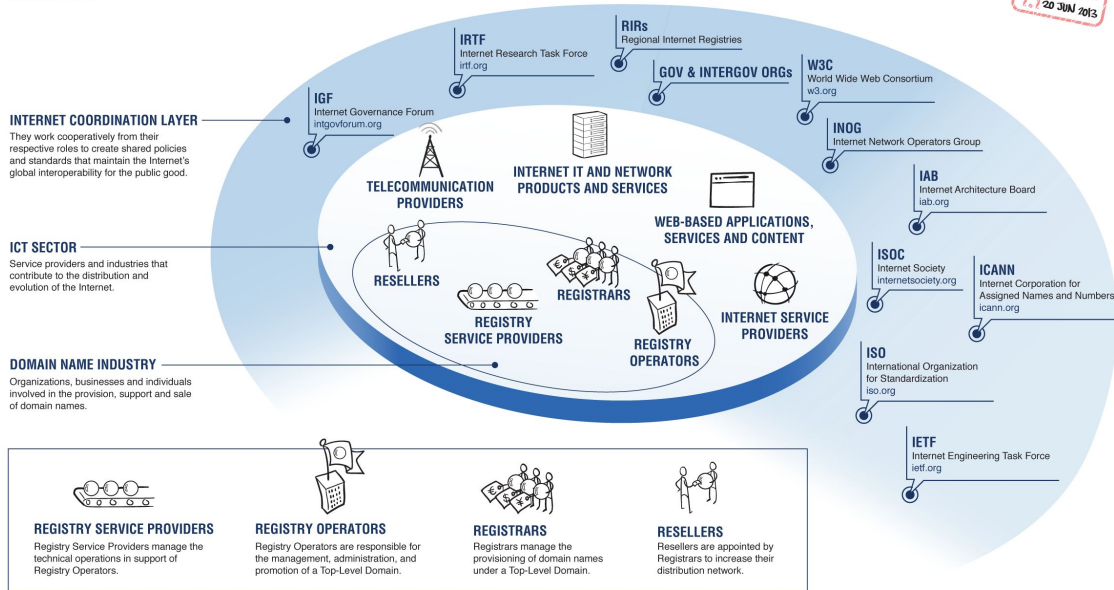 20 JUN 2013
INTERNET COORDINATION LAYER
They work cooperatively from their
respective roles to create shared policies
and standards that maintain the Internet's
global interoperability for the public good.
ICT SECTOR
Service providers and industries that
contribute to the distribution and
evolution of the Internet.
DOMAIN NAME INDUSTRY
Organizations, businesses and individuals
involved in the provision, support and sale
of domain names.
IGF
Internet Governance Forum
intgovforum.org
IRTF
Internet Research Task Force
irtf.org
RIRs
Regional Internet Registries
GOV & INTERGOV ORGs
W3C
World Wide Web Consortium
w3.org
INOG
Internet Network Operators Group
IAB
Internet Architecture Board
iab.org
ISOC
Internet Society
internetsociety.org
ICANN
Internet Corporation for
Assigned Names and Numbers
icann.org
ISO
International Organization
for Standardization
iso.org
IETF
Internet Engineering Task Force
ietf.org
TELECOMMUNICATION
PROVIDERS
INTERNET IT AND NETWORK
PRODUCTS AND SERVICES
WEB-BASED APPLICATIONS,
SERVICES AND CONTENT
RESELLERS
REGISTRARS
€ $ ¥
REGISTRY
SERVICE PROVIDERS
REGISTRY
OPERATORS
INTERNET SERVICE
PROVIDERS
REGISTRY SERVICE PROVIDERS
Registry Service Providers manage the
technical operations in support of
Registry Operators.
REGISTRY OPERATORS
Registry Operators are responsible for
the management, administration, and
promotion of a Top-Level Domain.
€ $ ¥
REGISTRARS
Registrars manage the
provisioning of domain names
under a Top-Level Domain.
RESELLERS
Resellers are appointed by
Registrars to increase their
distribution network.